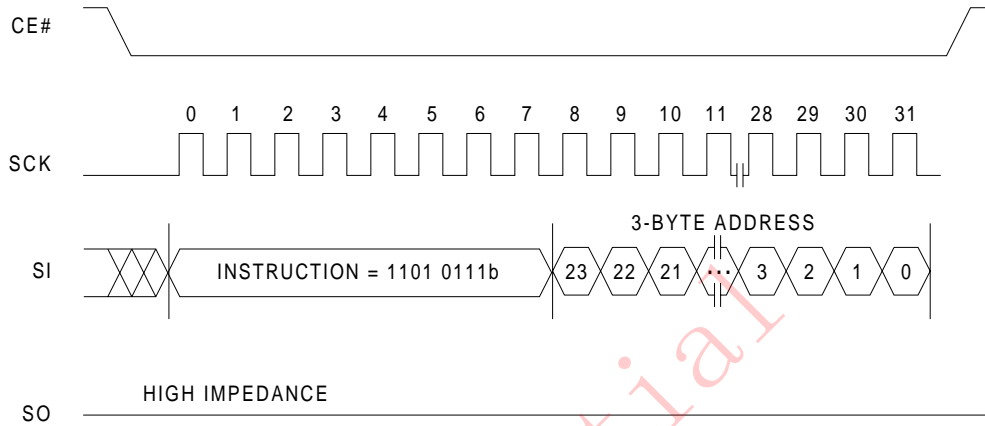 CE#
0 1 2 3 4 5 6 7 8 9 10 11 28 29 30 31
SCK
3-BYTE ADDRESS
SI INSTRUCTION = 1101 0111b 23 22 21 ... 3 2 1 0
HIGH IMPEDANCE
SO